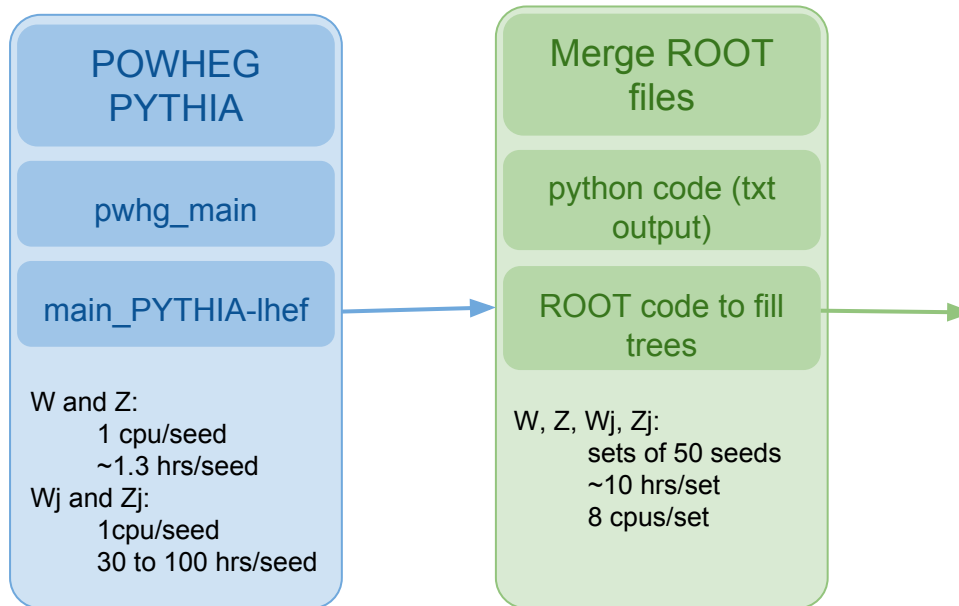 POWHEG
PYTHIA
pwhg_main
main_PYTHIA-lhef
W and Z:
1 cpu/seed
~1.3 hrs/seed
Wj and Zj:
1cpu/seed
30 to 100 hrs/seed
Merge ROOT
files
python code (txt
output)
ROOT code to fill
trees
W, Z, Wj, Zj:
sets of 50 seeds
~10 hrs/set
8 cpus/set